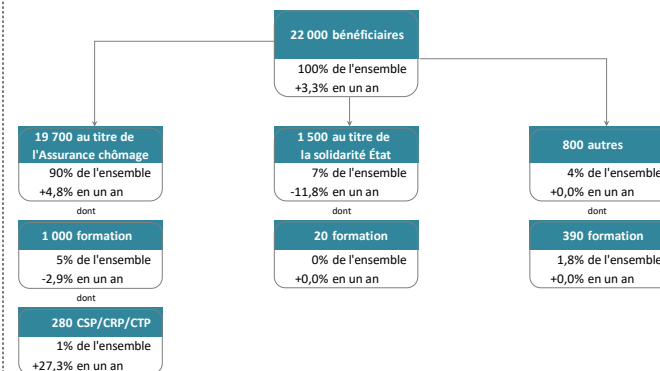 22 000 bénéficiaires
100% de l'ensemble
+3,3% en un an
19 700 au titre de
l'Assurance chômage
90% de l'ensemble
+4,8% en un an
dont
1 000 formation
5% de l'ensemble
-2,9% en un an
dont
280 CSP/CRP/CTP
1% de l'ensemble
+27,3% en un an
1 500 au titre de
la solidarité État
7% de l'ensemble
-11,8% en un an
dont
20 formation
0% de l'ensemble
+0,0% en un an
800 autres
4% de l'ensemble
+0,0% en un an
dont
390 formation
1,8% de l'ensemble
+0,0% en un an